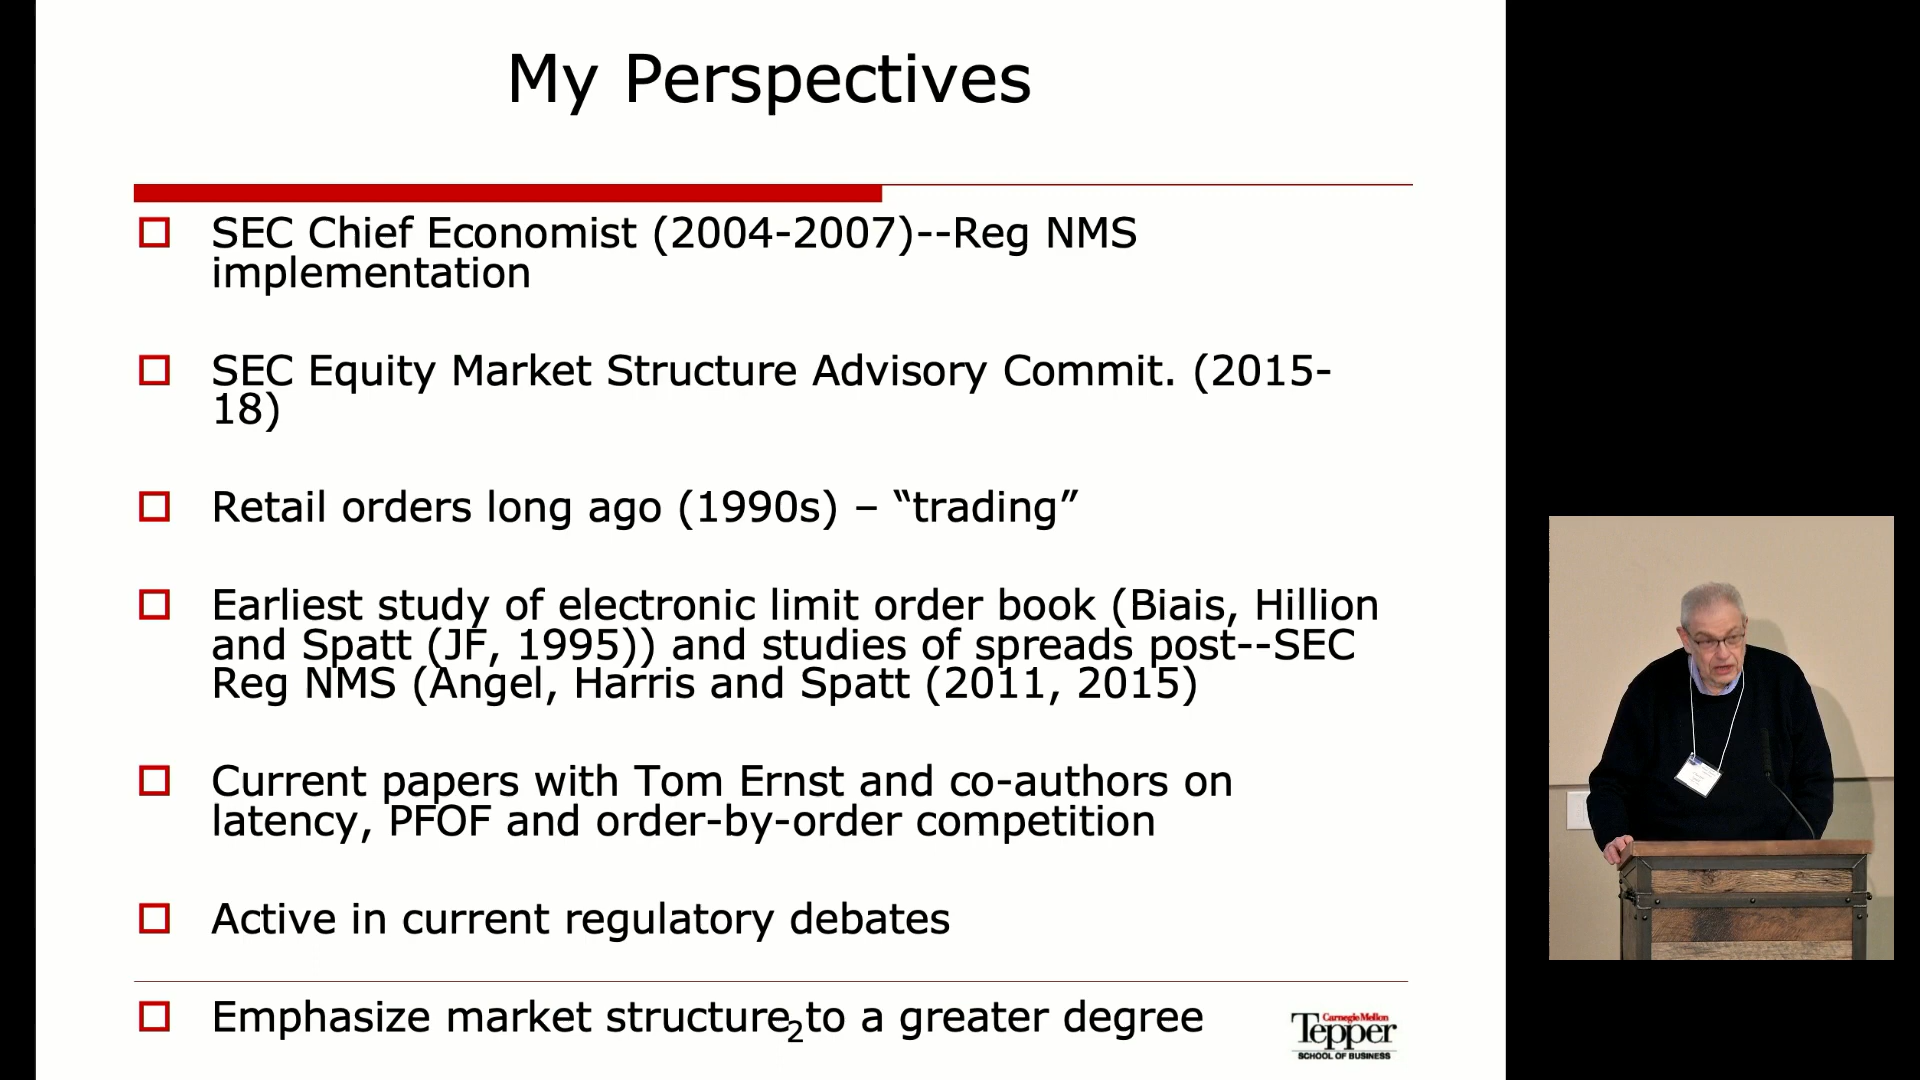 My Perspectives
SEC Chief Economist (2004-2007)--Reg NMS
implementation
SEC Equity Market Structure Advisory Commit. (2015-
18)
Retail orders long ago (1990s) – “trading”
Earliest study of electronic limit order book (Biais, Hillion
and Spatt (JF, 1995)) and studies of spreads post--SEC
Reg NMS (Angel, Harris and Spatt (2011, 2015)
Current papers with Tom Ernst and co-authors on
latency, PFOF and order-by-order competition
Active in current regulatory debates
Emphasize market structure to a greater degree
2
Carnegie Mellon
Tepper
SCHOOL OF BUSINESS